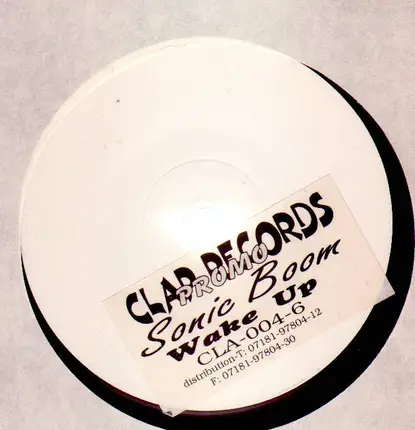 CLAP RECORDS
PROMO
Sonic Boom
Wake Up
CLA-004-6
distribution-T: 07181-97804-12
F: 07181-97804-30